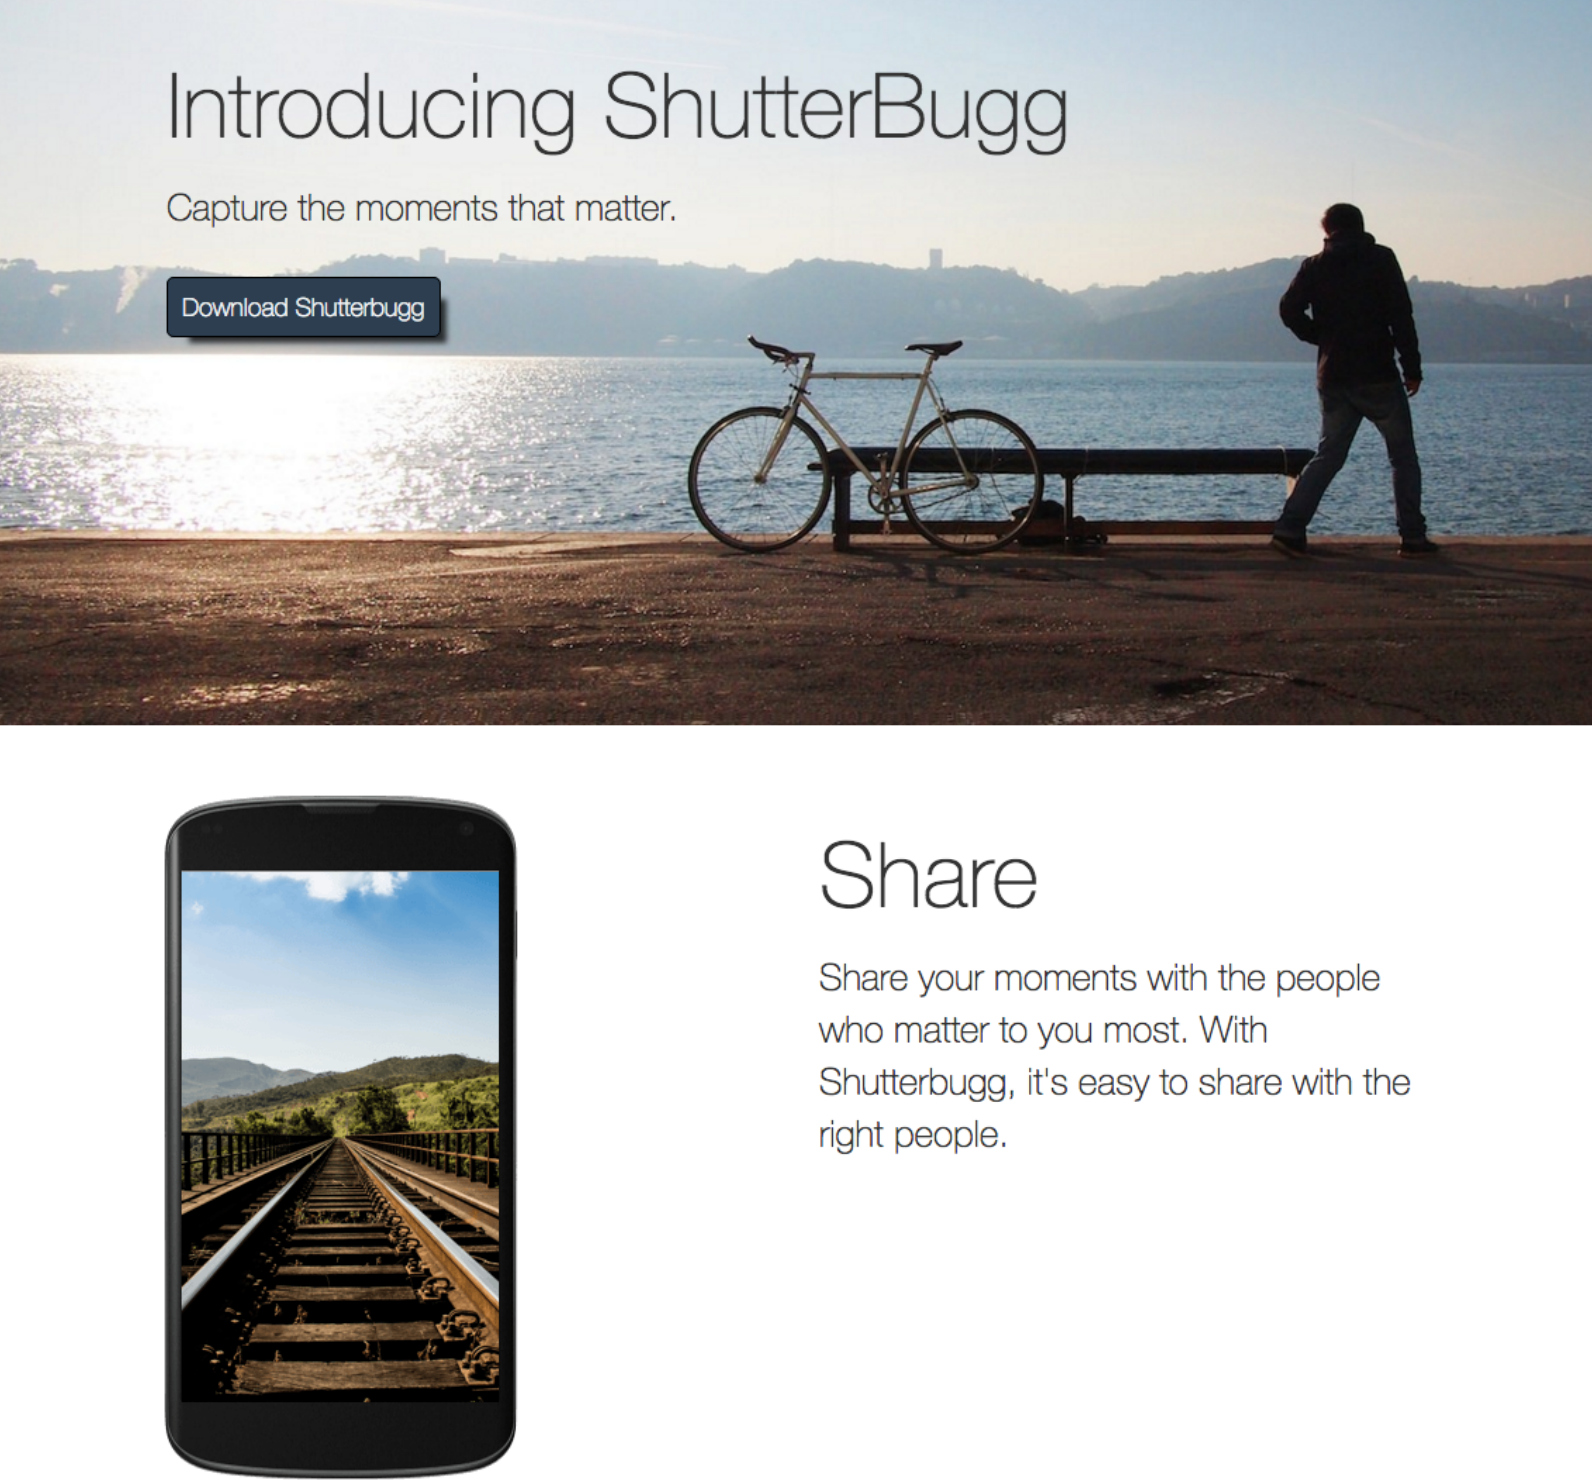 Introducing ShutterBugg
Capture the moments that matter.
Download Shutterbugg
Share
Share your moments with the people
who matter to you most. With
Shutterbugg, it's easy to share with the
right people.